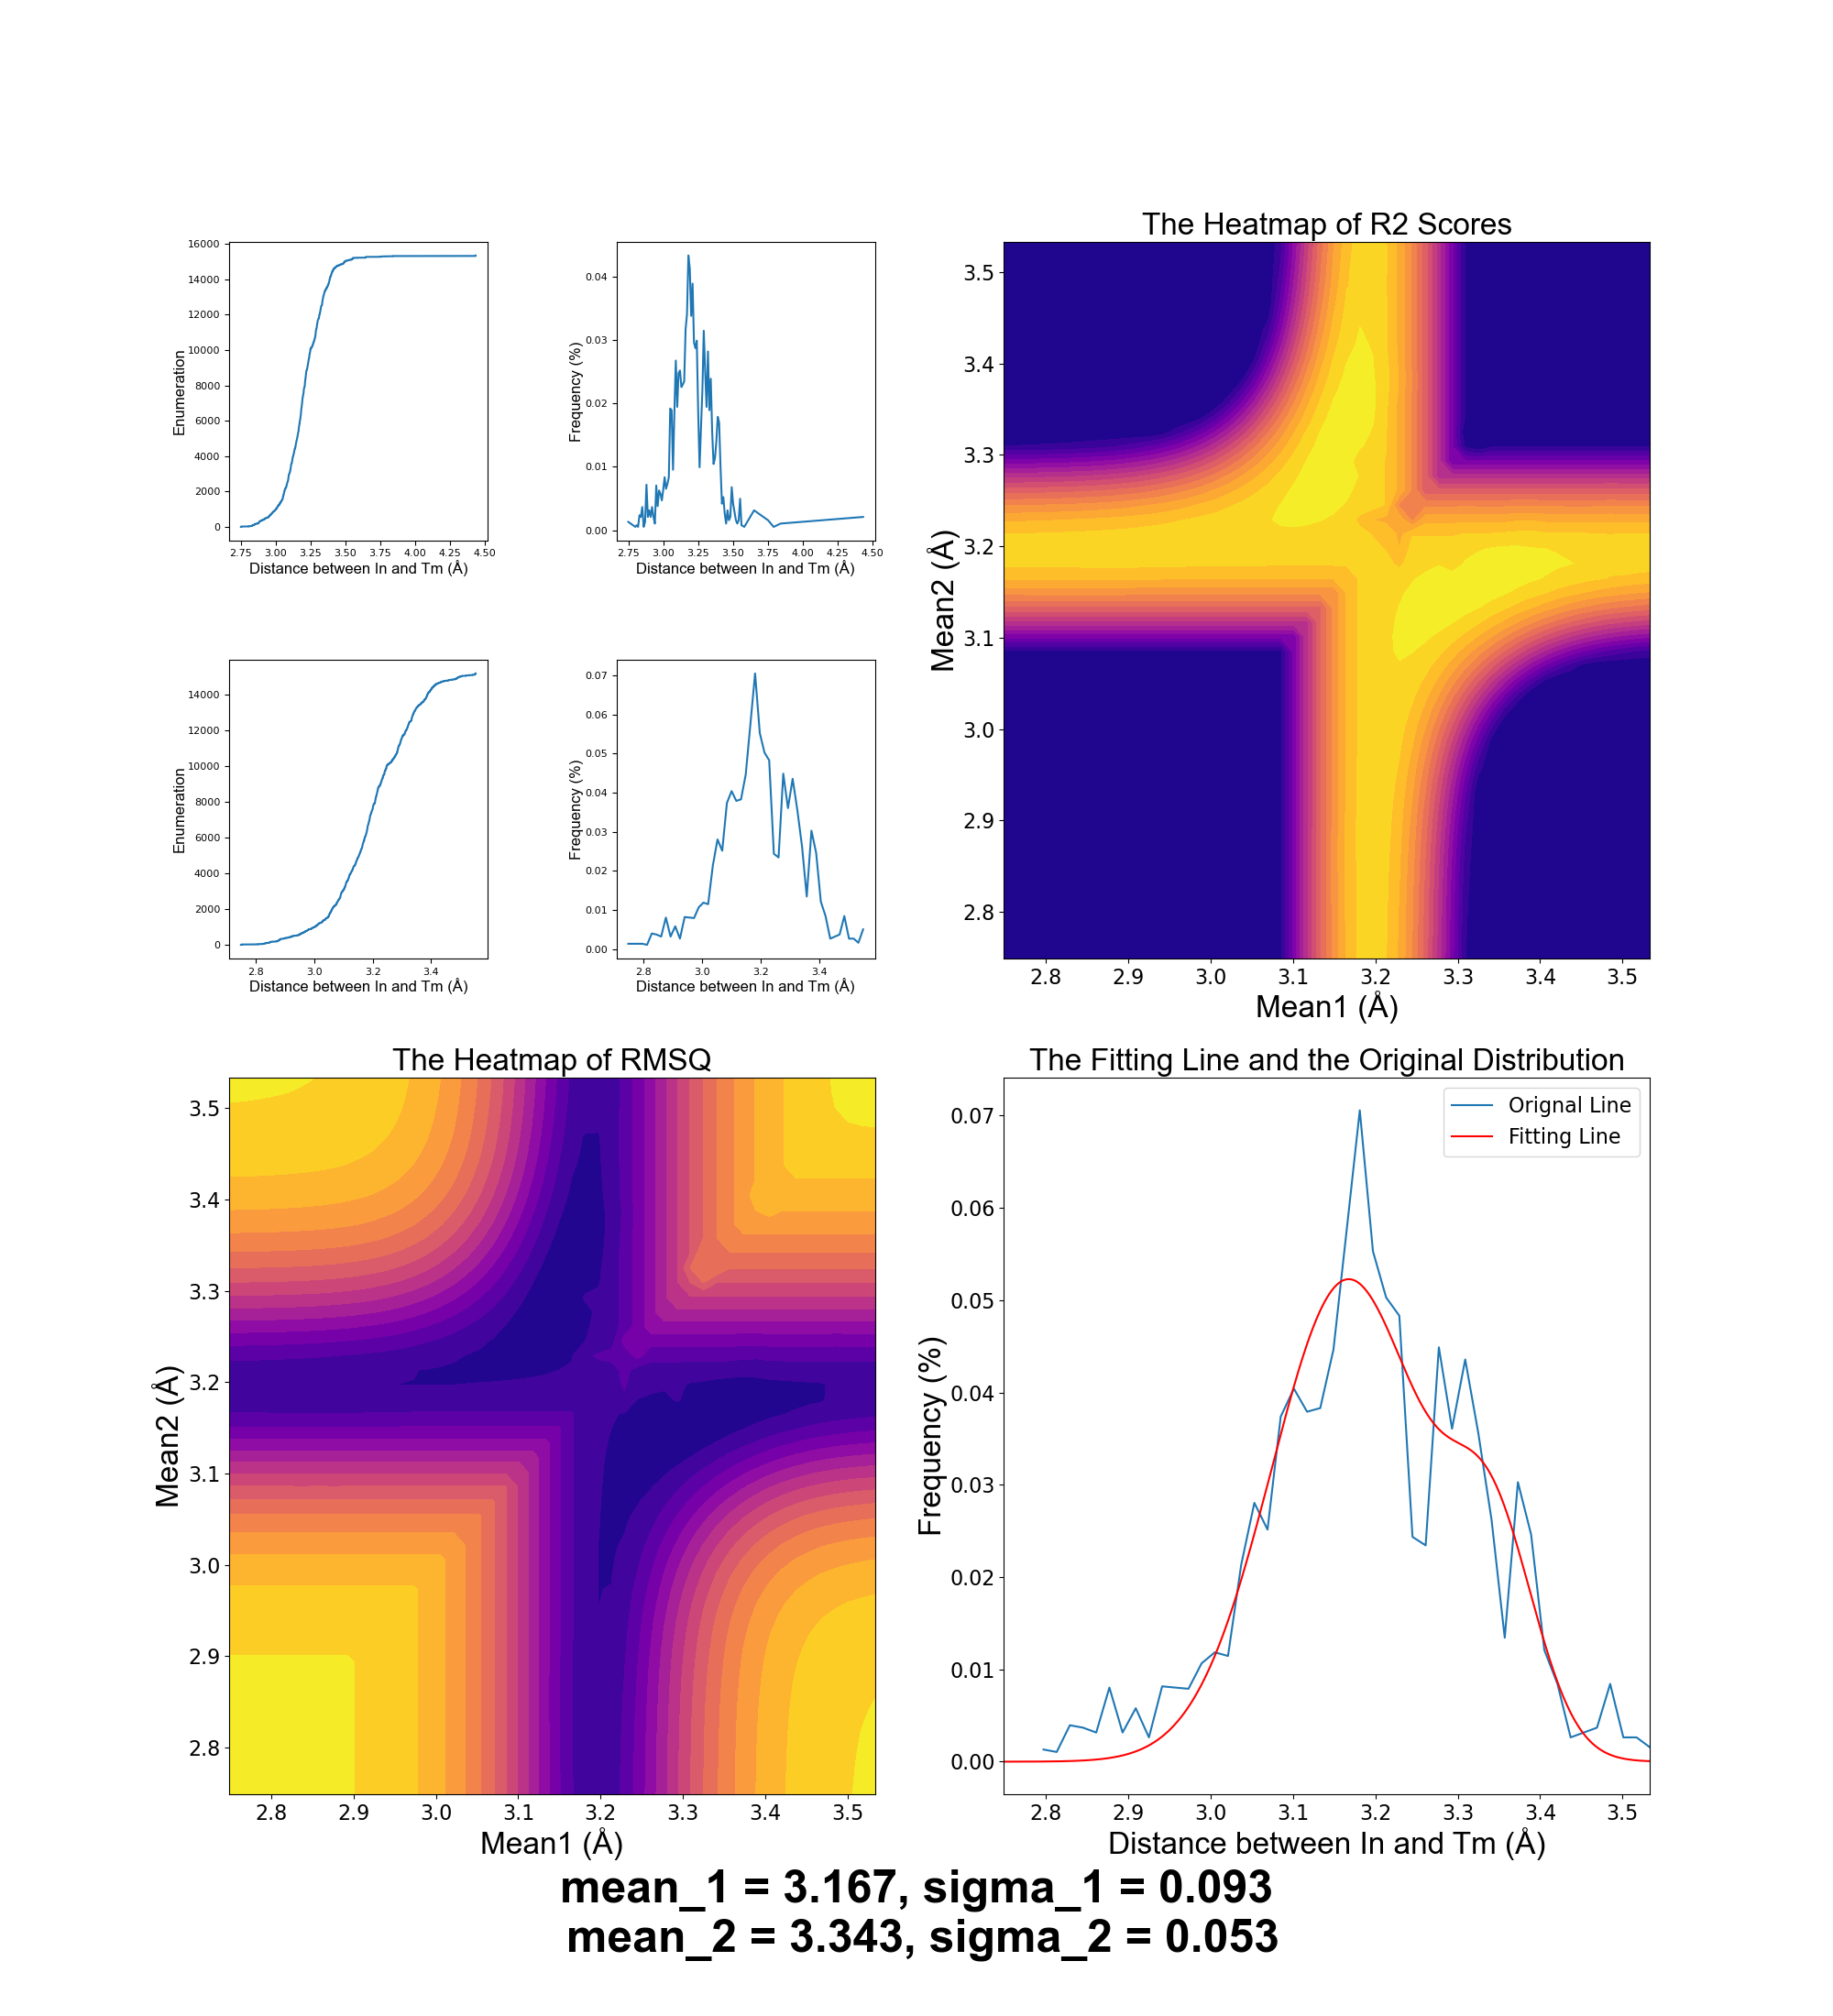 16000
14000
12000
10000
8000
6000
4000
2000
0
Enumeration
2.75 3.00 3.25 3.50 3.75 4.00 4.25 4.50
Distance between In and Tm (Å)
0.04
0.03
0.02
0.01
0.00
Frequency (%)
2.75 3.00 3.25 3.50 3.75 4.00 4.25 4.50
Distance between In and Tm (Å)
The Heatmap of R2 Scores
3.5
3.4
3.3
3.2
3.1
3.0
2.9
2.8
Mean2 (Å)
2.8 2.9 3.0 3.1 3.2 3.3 3.4 3.5
Mean1 (Å)
14000
12000
10000
8000
6000
4000
2000
0
Enumeration
2.8 3.0 3.2 3.4
Distance between In and Tm (Å)
0.07
0.06
0.05
0.04
0.03
0.02
0.01
0.00
Frequency (%)
2.8 3.0 3.2 3.4
Distance between In and Tm (Å)
The Heatmap of RMSQ
3.5
3.4
3.3
3.2
3.1
3.0
2.9
2.8
Mean2 (Å)
2.8 2.9 3.0 3.1 3.2 3.3 3.4 3.5
Mean1 (Å)
The Fitting Line and the Original Distribution
Orignal Line
Fitting Line
0.07
0.06
0.05
0.04
0.03
0.02
0.01
0.00
Frequency (%)
2.8 2.9 3.0 3.1 3.2 3.3 3.4 3.5
Distance between In and Tm (Å)
mean_1 = 3.167, sigma_1 = 0.093
mean_2 = 3.343, sigma_2 = 0.053